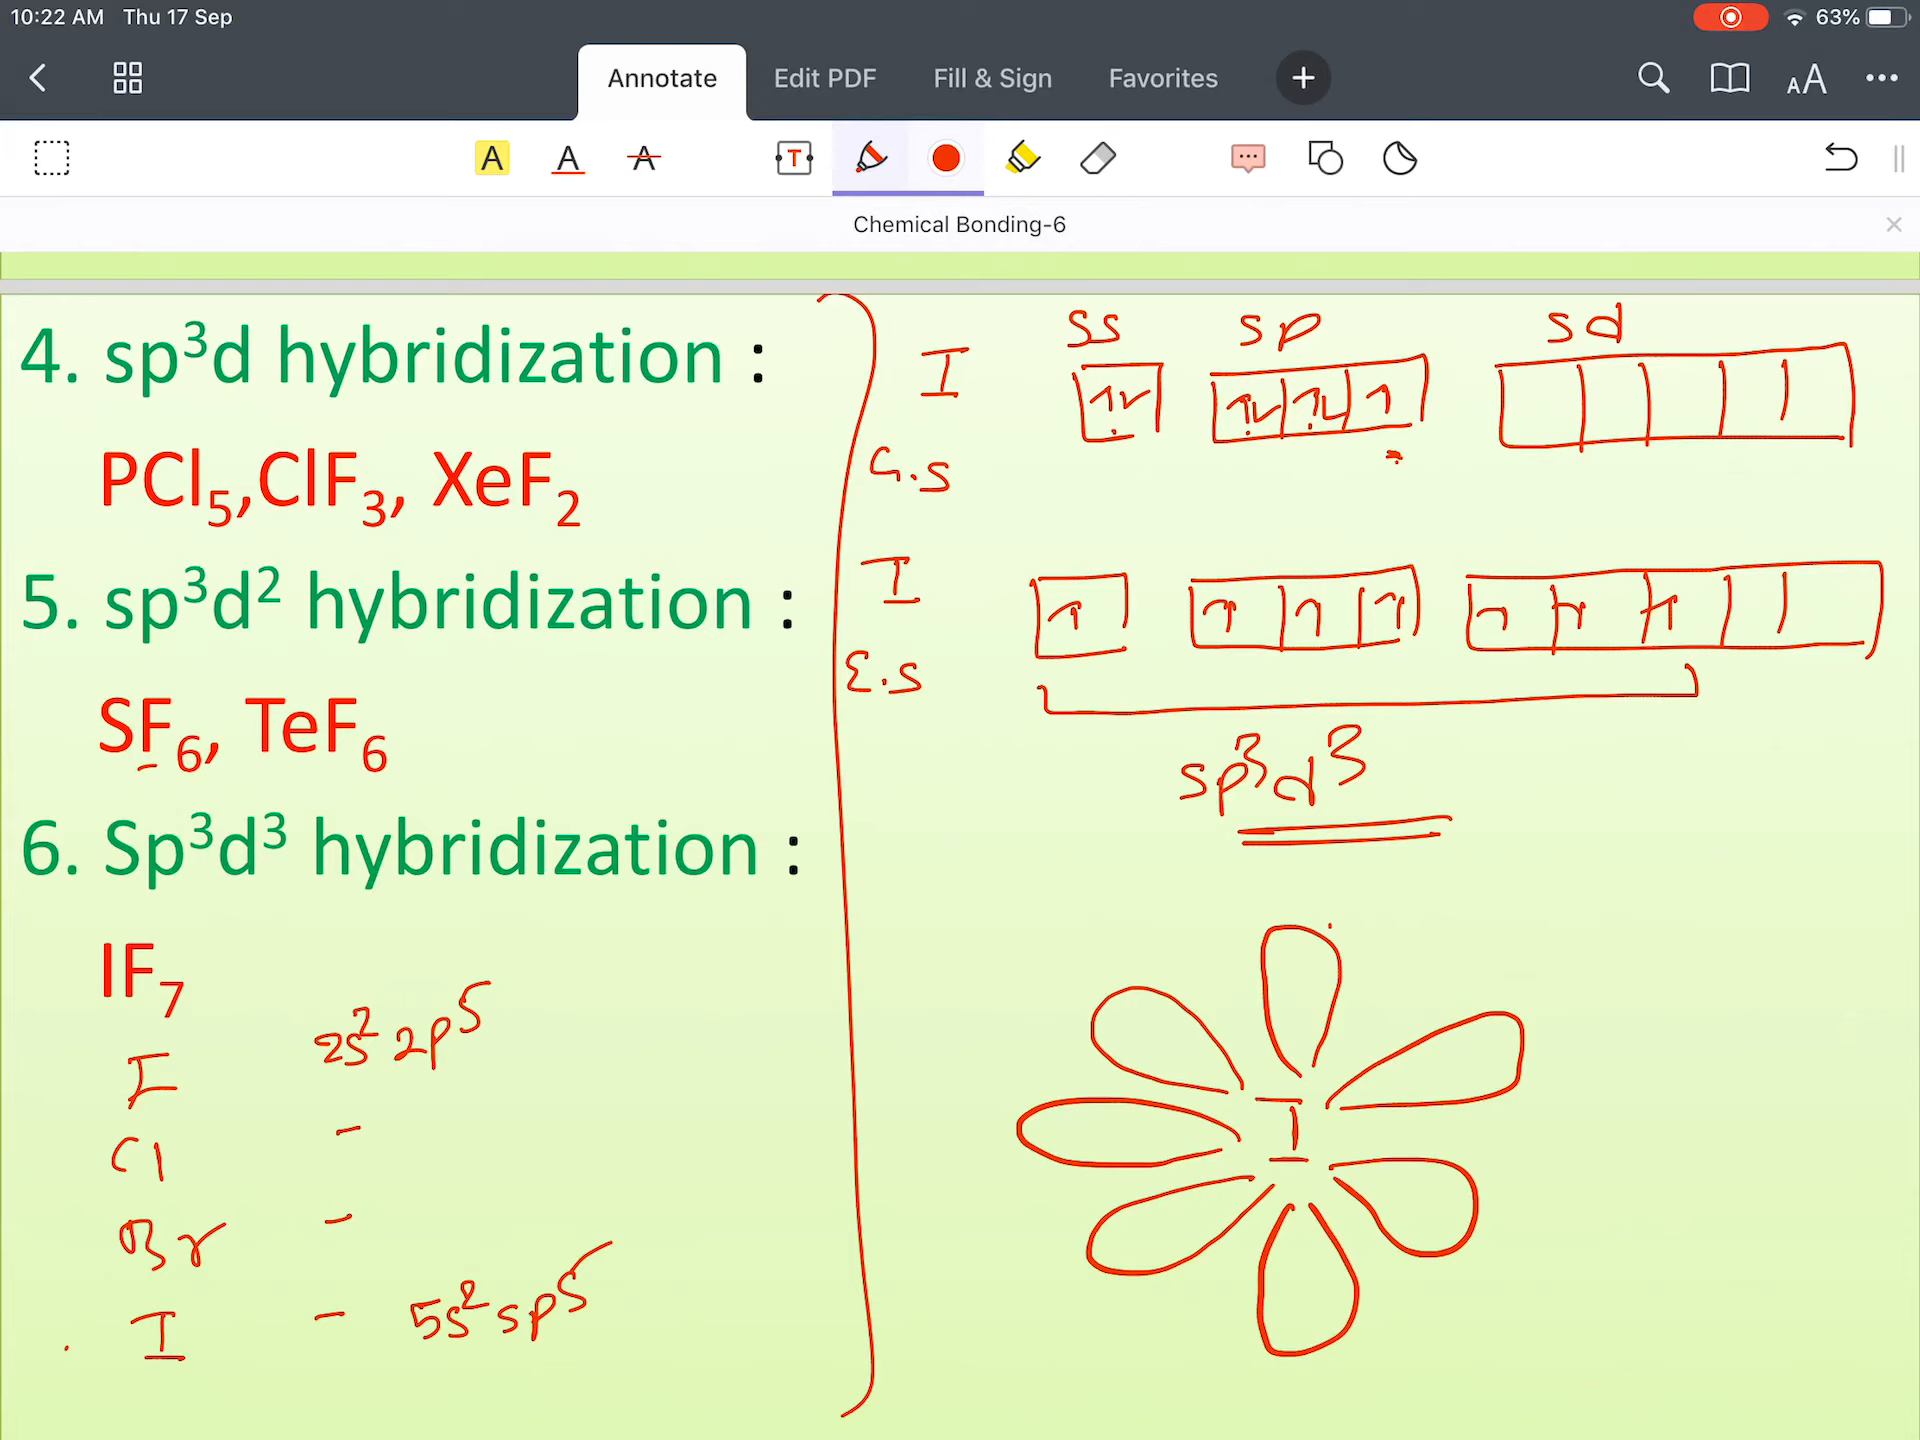 10:22 AM Thu 17 Sep
63%
Annotate Edit PDF Fill & Sign Favorites
AA
A A A T
Chemical Bonding-6
4. sp³d hybridization :
PCl₅,ClF₃, XeF₂
5. sp³d² hybridization :
SF₆, TeF₆
6. Sp³d³ hybridization :
IF₇
F 2s² 2p⁵
Cl -
Br -
I - 5s² 5p⁵
5s 5p 5d
I
G.S
I
E.S
sp³d³
I